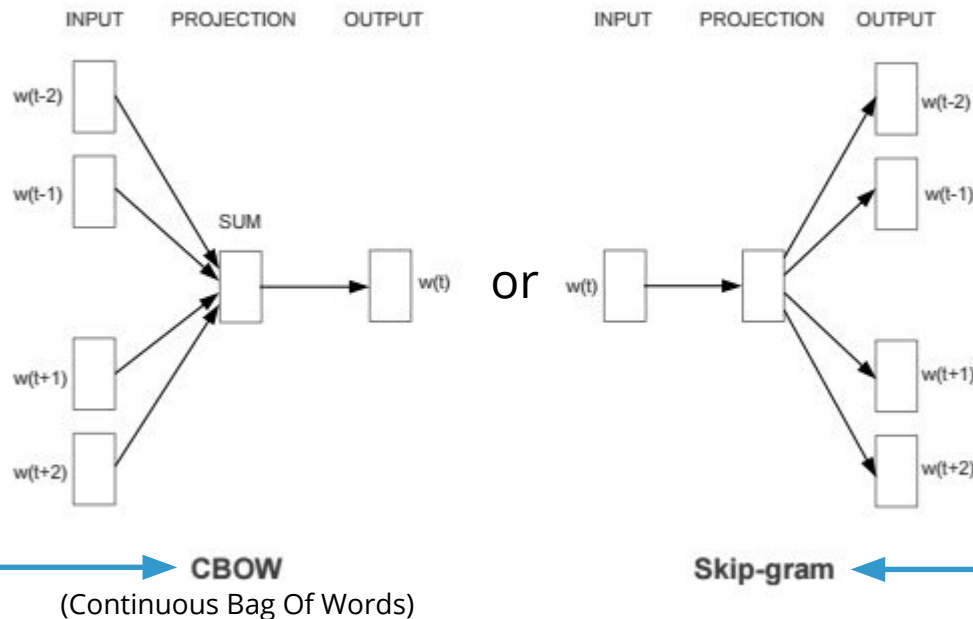 INPUT PROJECTION OUTPUT
w(t-2)
w(t-1)
SUM
w(t)
w(t+1)
w(t+2)
CBOW
(Continuous Bag Of Words)
or
INPUT PROJECTION OUTPUT
w(t-2)
w(t-1)
w(t)
w(t+1)
w(t+2)
Skip-gram